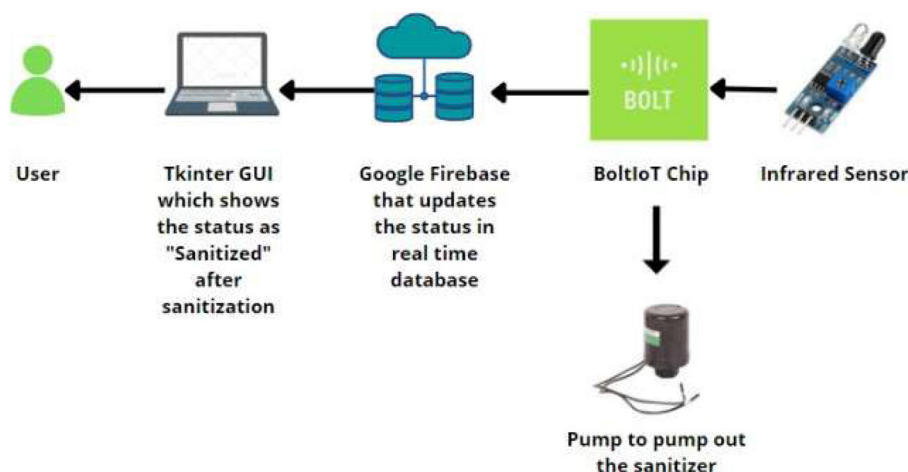 BOLT
User
Tkinter GUI
which shows
the status as
"Sanitized"
after
sanitization
Google Firebase
that updates
the status in
real time
database
BoltIoT Chip
Infrared Sensor
Pump to pump out
the sanitizer